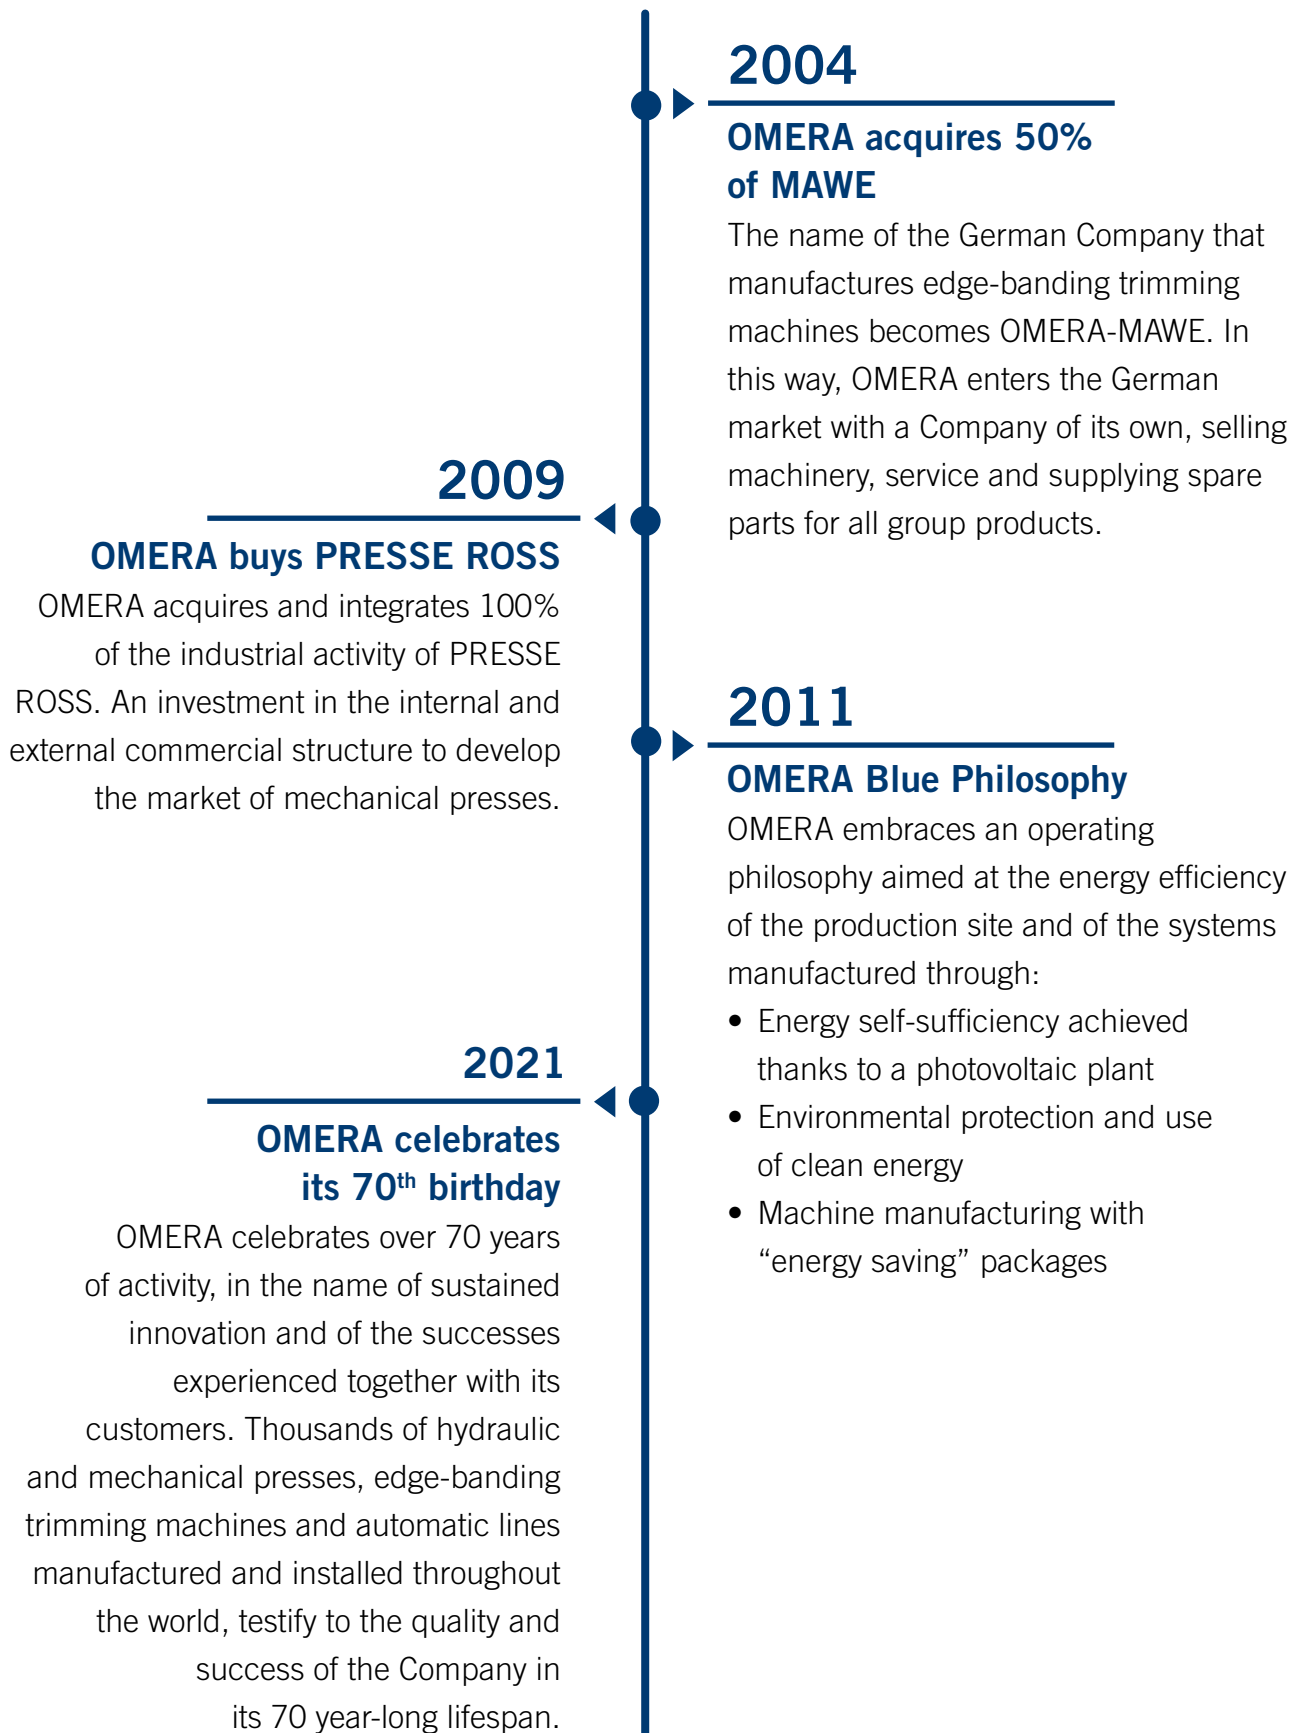 2004
OMERA acquires 50%
of MAWE
The name of the German Company that
manufactures edge-banding trimming
machines becomes OMERA-MAWE. In
this way, OMERA enters the German
market with a Company of its own, selling
machinery, service and supplying spare
parts for all group products.
2009
OMERA buys PRESSE ROSS
OMERA acquires and integrates 100%
of the industrial activity of PRESSE
ROSS. An investment in the internal and
external commercial structure to develop
the market of mechanical presses.
2011
OMERA Blue Philosophy
OMERA embraces an operating
philosophy aimed at the energy efficiency
of the production site and of the systems
manufactured through:
• Energy self-sufficiency achieved
thanks to a photovoltaic plant
• Environmental protection and use
of clean energy
• Machine manufacturing with
“energy saving” packages
2021
OMERA celebrates
its 70th birthday
OMERA celebrates over 70 years
of activity, in the name of sustained
innovation and of the successes
experienced together with its
customers. Thousands of hydraulic
and mechanical presses, edge-banding
trimming machines and automatic lines
manufactured and installed throughout
the world, testify to the quality and
success of the Company in
its 70 year-long lifespan.